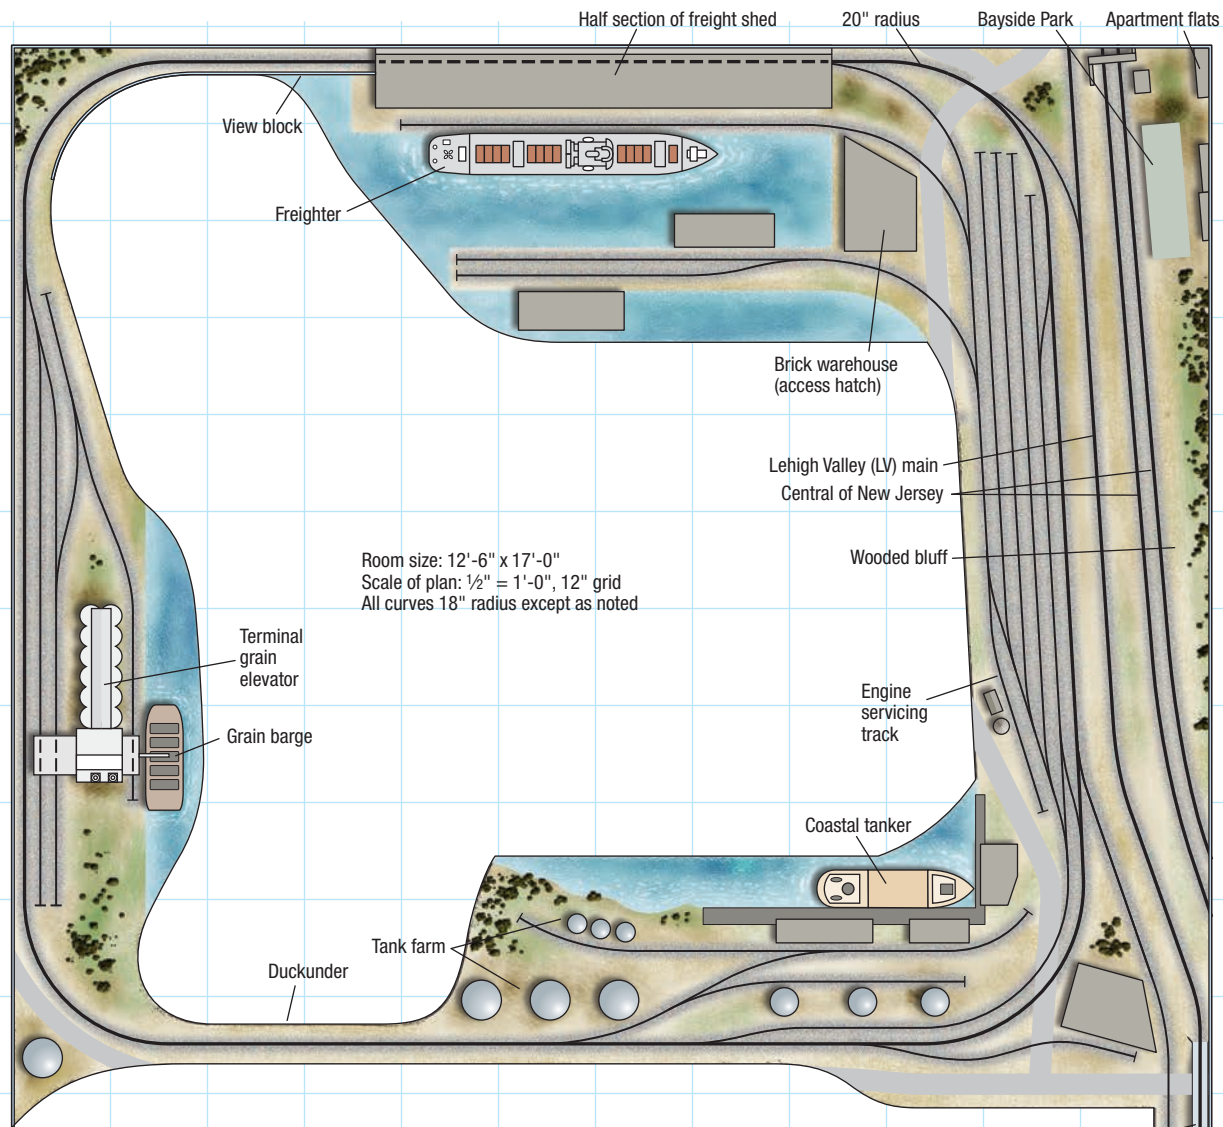 Half section of freight shed
20" radius
Bayside Park
Apartment flats
View block
Freighter
Brick warehouse
(access hatch)
Lehigh Valley (LV) main
Central of New Jersey
Wooded bluff
Room size: 12'-6" x 17'-0"
Scale of plan: ½" = 1'-0", 12" grid
All curves 18" radius except as noted
Terminal
grain
elevator
Engine
servicing
track
Grain barge
Coastal tanker
Tank farm
Duckunder